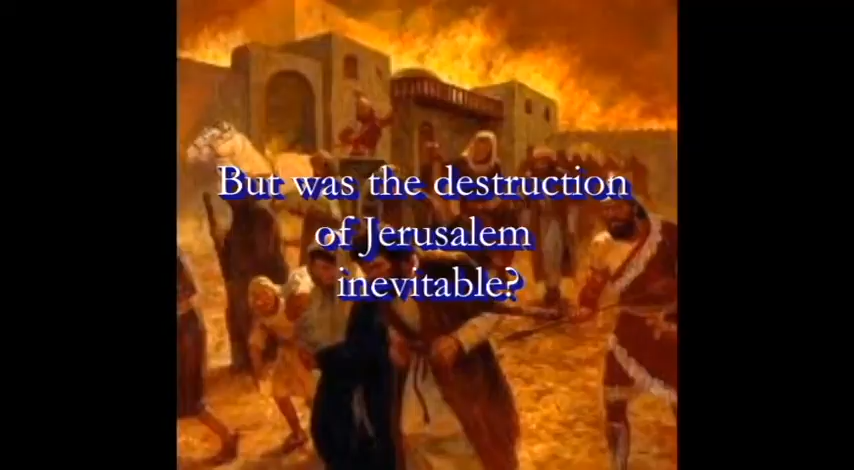 But was the destruction
of Jerusalem
inevitable?